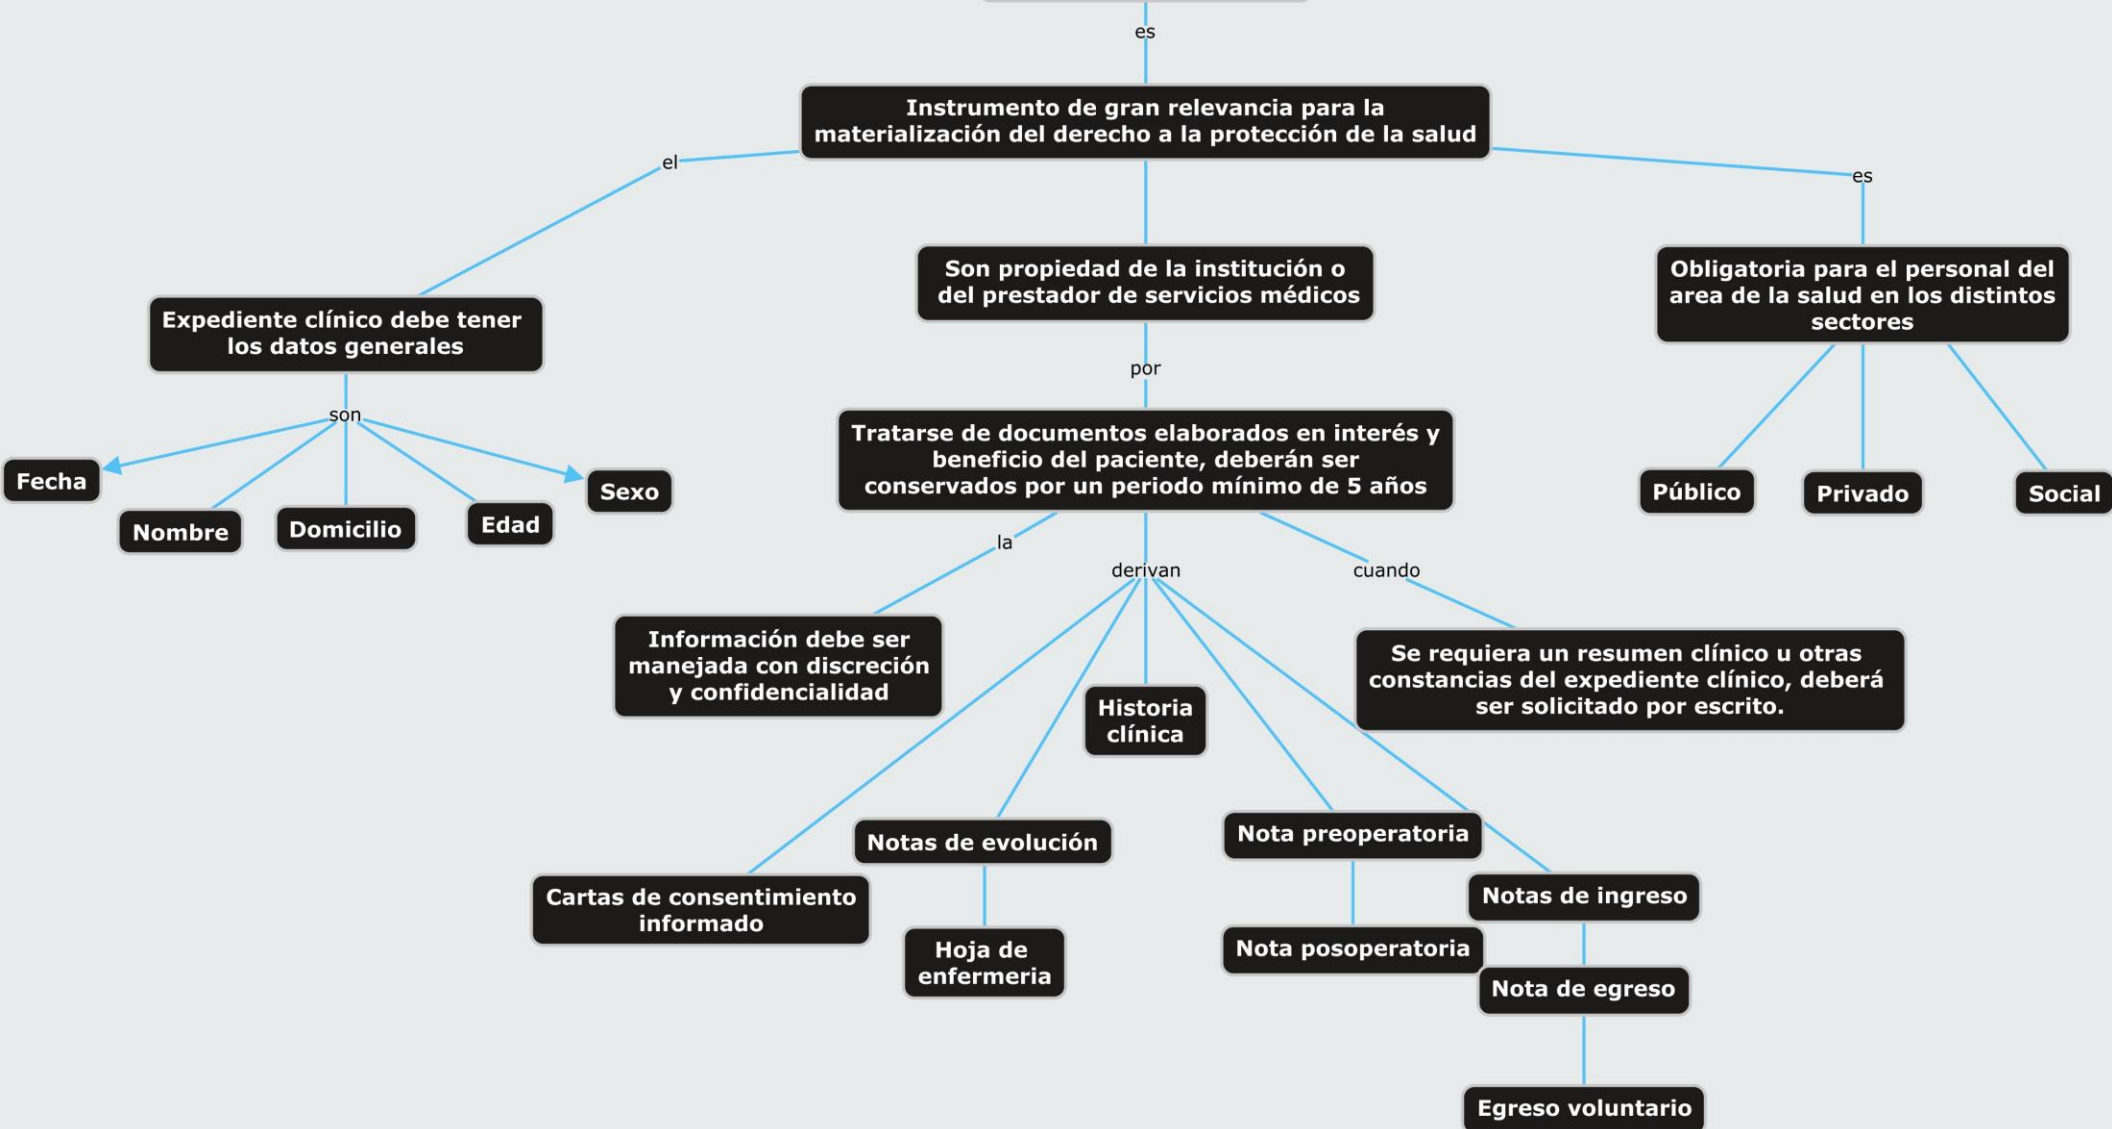 es
Instrumento de gran relevancia para la
materialización del derecho a la protección de la salud
el
es
Expediente clínico debe tener
los datos generales
son
Fecha
Nombre
Domicilio
Edad
Sexo
Son propiedad de la institución o
del prestador de servicios médicos
por
Tratarse de documentos elaborados en interés y
beneficio del paciente, deberán ser
conservados por un periodo mínimo de 5 años
Obligatoria para el personal del
area de la salud en los distintos
sectores
Público
Privado
Social
la
derivan
cuando
Información debe ser
manejada con discreción
y confidencialidad
Historia
clínica
Se requiera un resumen clínico u otras
constancias del expediente clínico, deberá
ser solicitado por escrito.
Cartas de consentimiento
informado
Notas de evolución
Hoja de
enfermeria
Nota preoperatoria
Nota posoperatoria
Notas de ingreso
Nota de egreso
Egreso voluntario